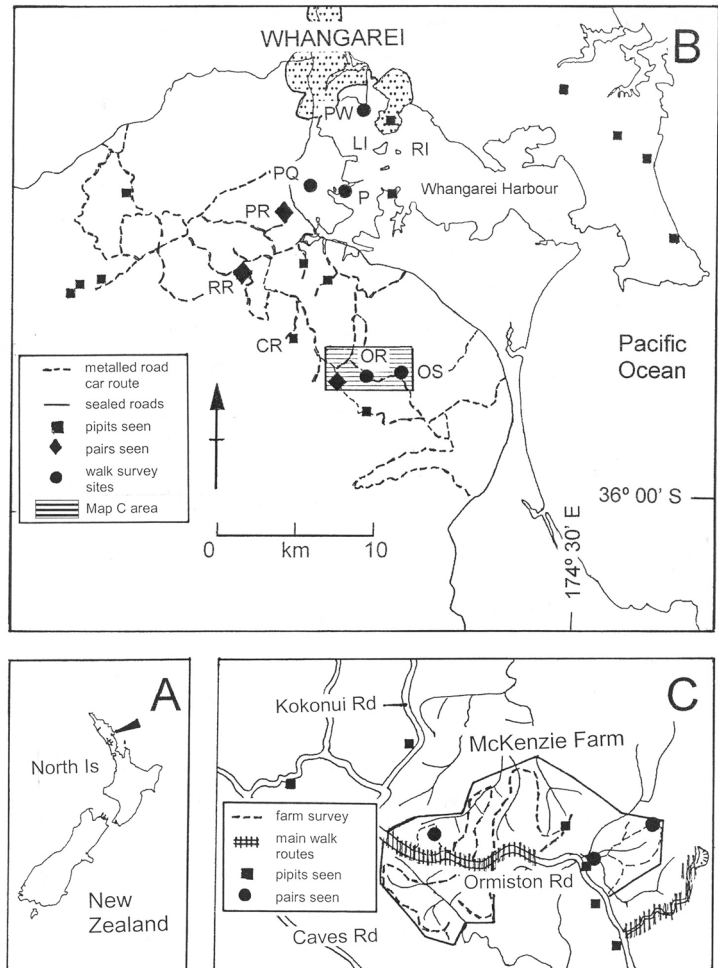 WHANGAREI
B
PW
LI
RI
PQ
P
Whangarei Harbour
PR
RR
CR
OR
OS
Pacific
Ocean
metalled road
car route
sealed roads
pipits seen
pairs seen
walk survey
sites
Map C area
36º 00' S
0 km 10
174º 30' E
A
North Is
New
Zealand
C
Kokonui Rd
McKenzie Farm
farm survey
main walk
routes
pipits seen
pairs seen
Ormiston Rd
Caves Rd